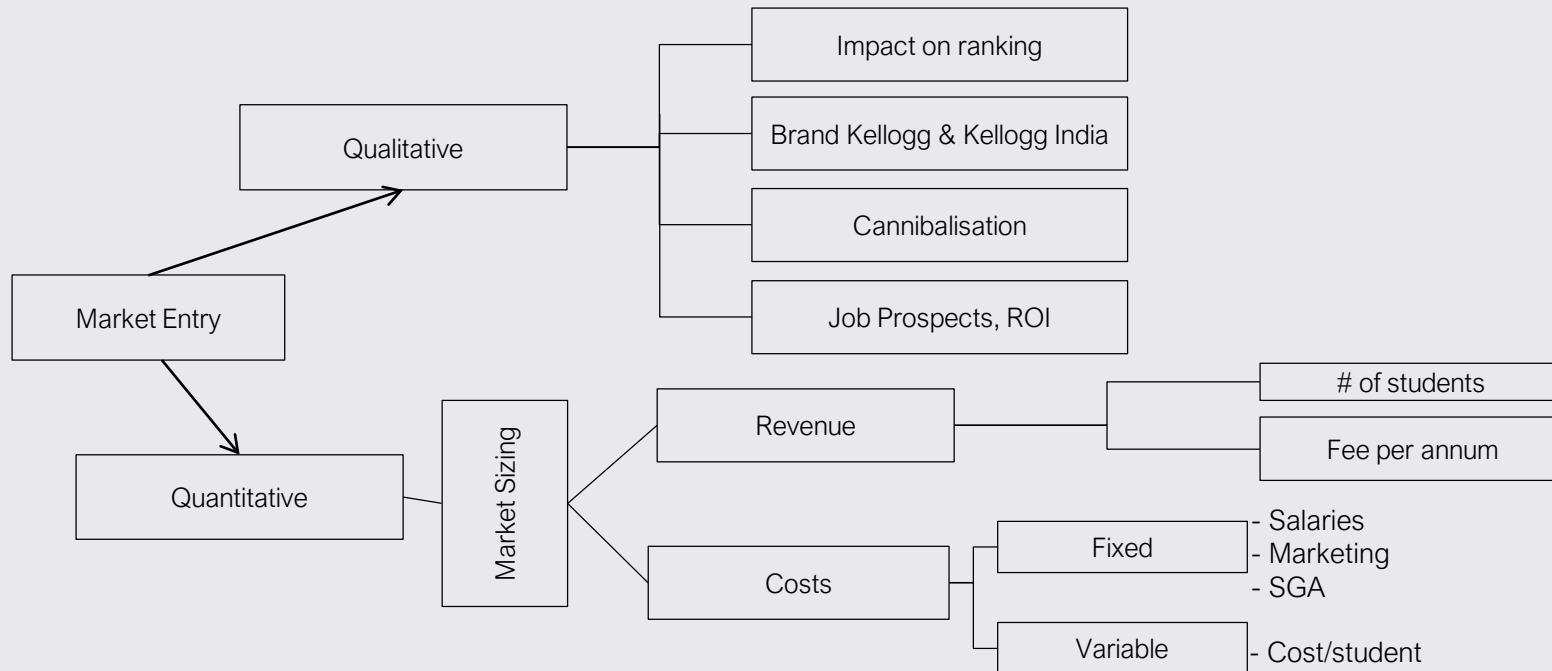 Impact on ranking
Qualitative
Brand Kellogg & Kellogg India
Cannibalisation
Job Prospects, ROI
Market Entry
Quantitative
Market Sizing
Revenue
# of students
Fee per annum
Costs
Fixed
- Salaries
- Marketing
- SGA
Variable
- Cost/student